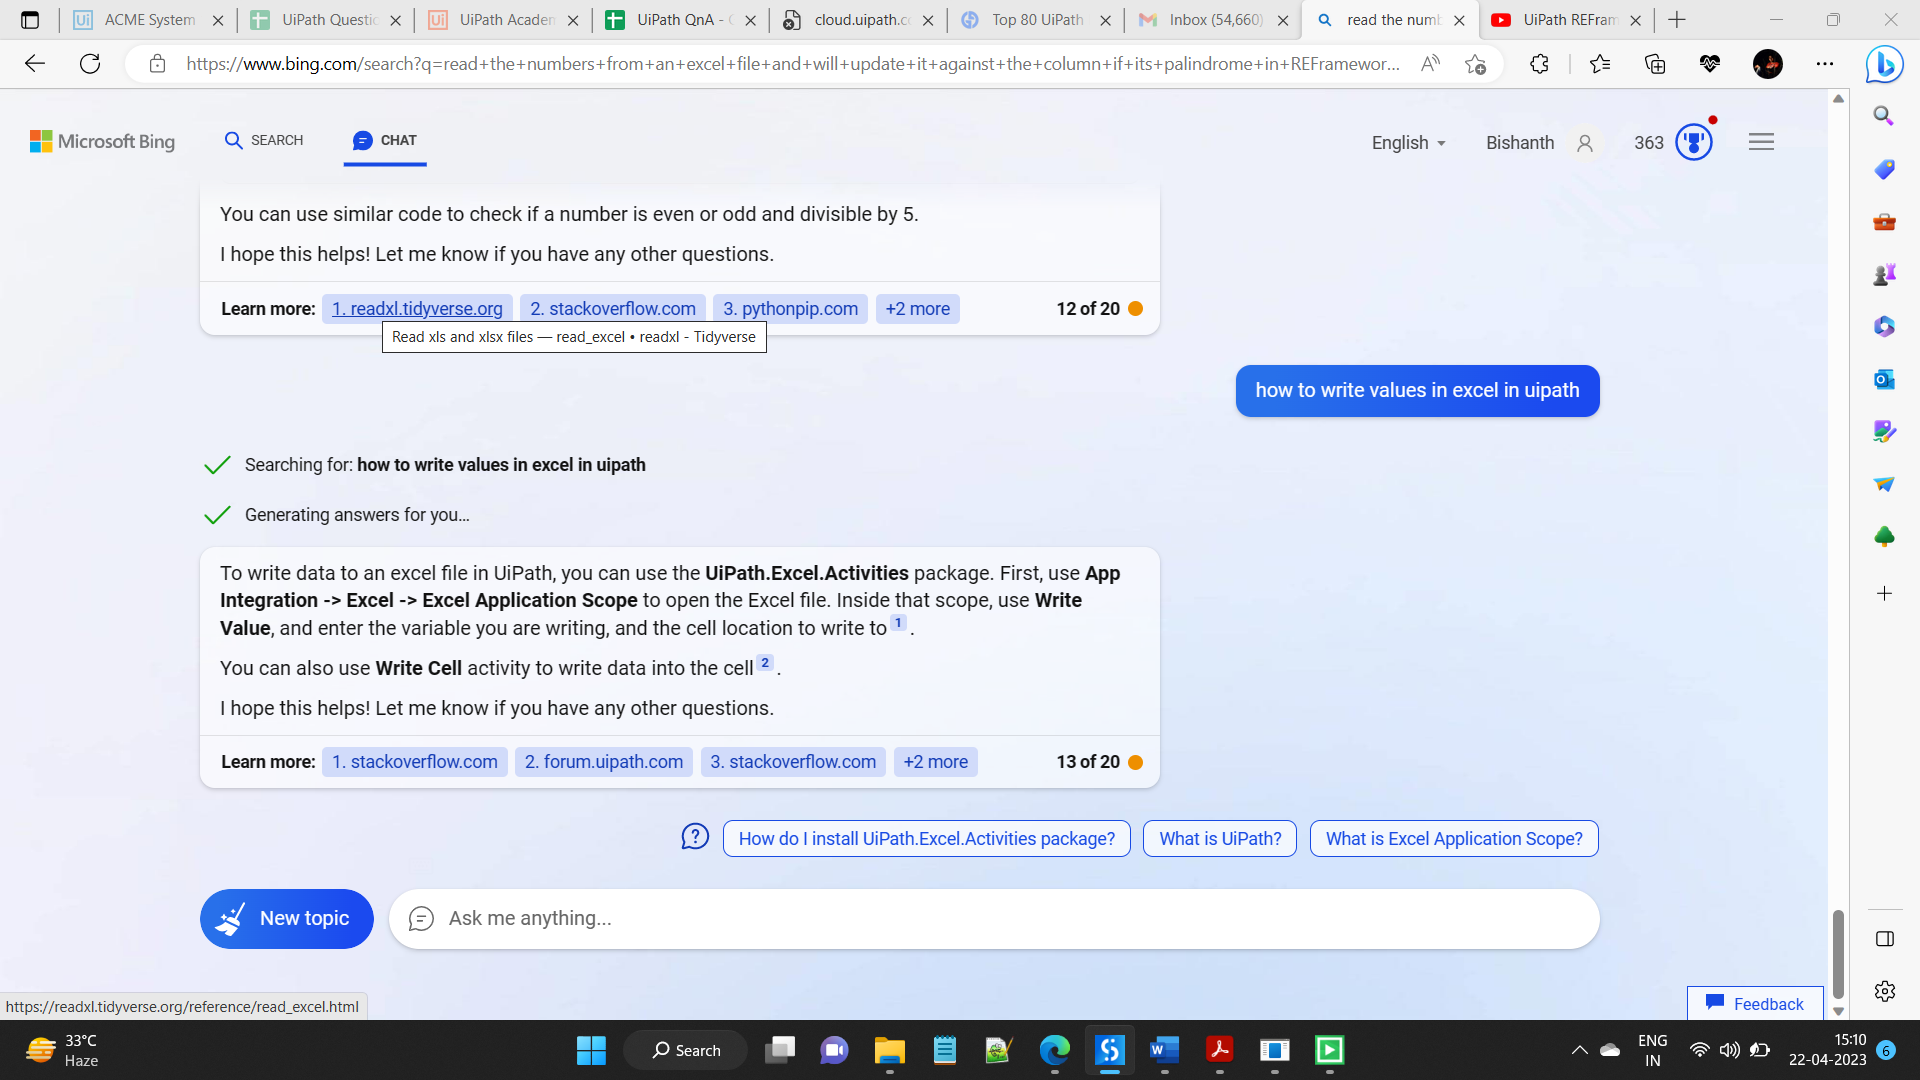 ACME System
UiPath Questic
UiPath Academ
UiPath QnA - G
cloud.uipath.co
Top 80 UiPath
Inbox (54,660)
read the numb
UiPath REFram
https://www.bing.com/search?q=read+the+numbers+from+an+excel+file+and+will+update+it+against+the+column+if+its+palindrome+in+REFramewor...
Microsoft Bing
SEARCH
CHAT
English
Bishanth
363
You can use similar code to check if a number is even or odd and divisible by 5.
I hope this helps! Let me know if you have any other questions.
Learn more: 1. readxl.tidyverse.org 2. stackoverflow.com 3. pythonpip.com +2 more 12 of 20
Read xls and xlsx files — read_excel • readxl - Tidyverse
how to write values in excel in uipath
Searching for: how to write values in excel in uipath
Generating answers for you...
To write data to an excel file in UiPath, you can use the UiPath.Excel.Activities package. First, use App
Integration -> Excel -> Excel Application Scope to open the Excel file. Inside that scope, use Write
Value, and enter the variable you are writing, and the cell location to write to 1 .
You can also use Write Cell activity to write data into the cell 2 .
I hope this helps! Let me know if you have any other questions.
Learn more: 1. stackoverflow.com 2. forum.uipath.com 3. stackoverflow.com +2 more 13 of 20
How do I install UiPath.Excel.Activities package? What is UiPath? What is Excel Application Scope?
New topic
Ask me anything...
https://readxl.tidyverse.org/reference/read_excel.html
Feedback
33°C
Haze
Search
ENG
IN
15:10
22-04-2023
6